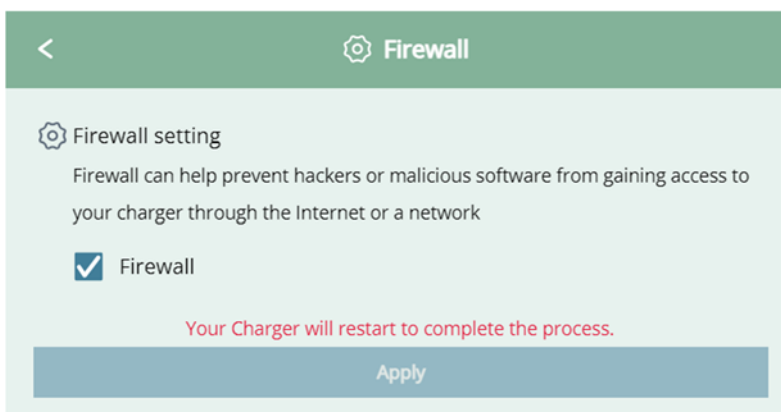 Firewall
Firewall setting
Firewall can help prevent hackers or malicious software from gaining access to
your charger through the Internet or a network
Firewall
Your Charger will restart to complete the process.
Apply